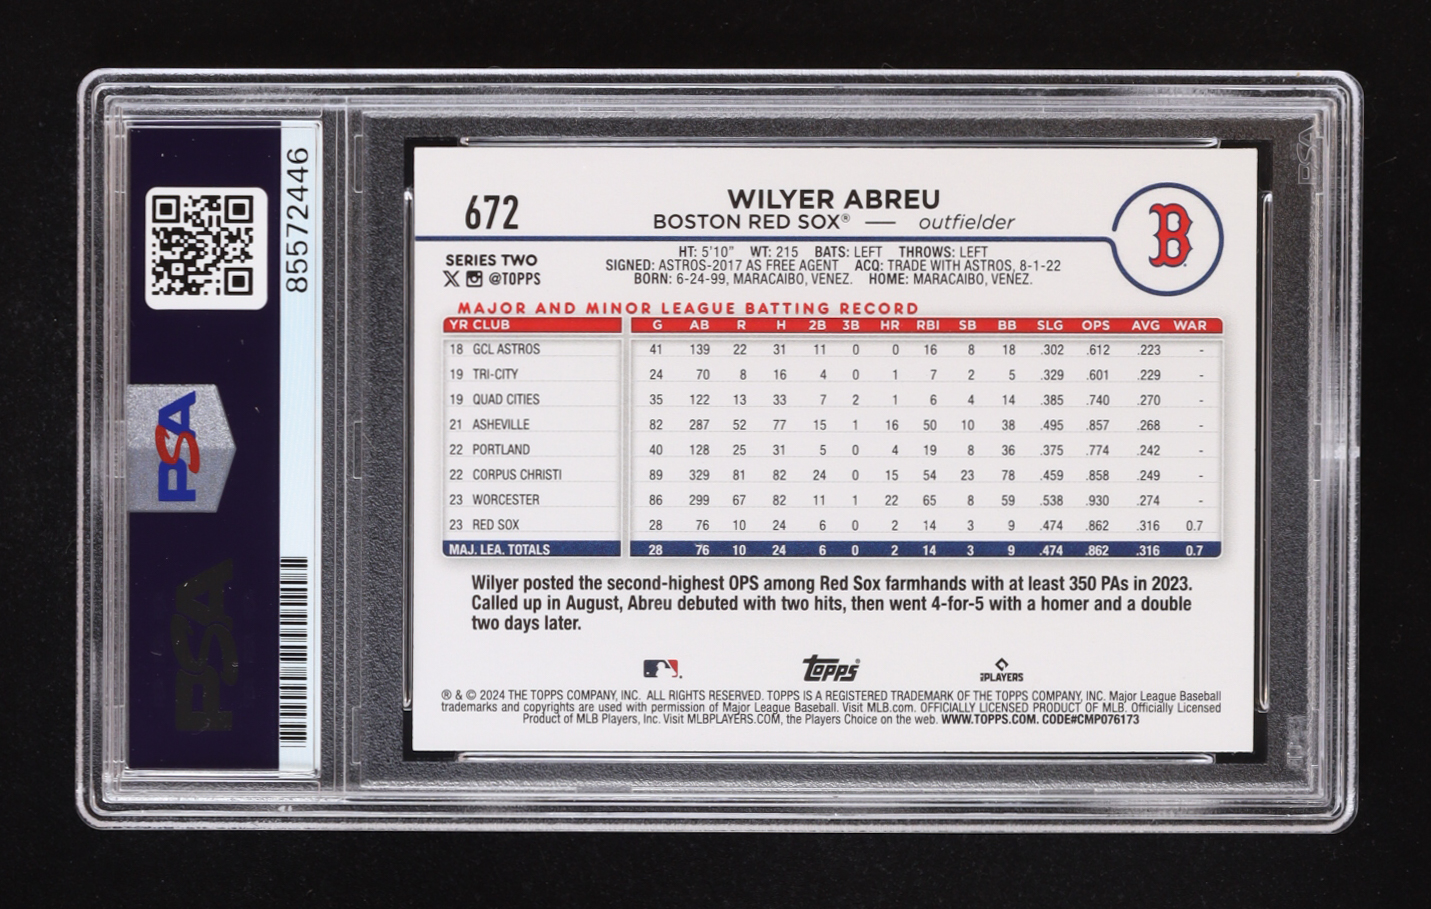 85572446
PSA
PSA
PSA
672
WILYER ABREU
BOSTON RED SOX® — outfielder
B
SERIES TWO
@TOPPS
HT: 5'10" WT: 215 BATS: LEFT THROWS: LEFT
SIGNED: ASTROS-2017 AS FREE AGENT ACQ: TRADE WITH ASTROS, 8-1-22
BORN: 6-24-99, MARACAIBO, VENEZ. HOME: MARACAIBO, VENEZ.
MAJOR AND MINOR LEAGUE BATTING RECORD
YR CLUB G AB R H 2B 3B HR RBI SB BB SLG OPS AVG WAR
18 GCL ASTROS 41 139 22 31 11 0 0 16 8 18 .302 .612 .223 -
19 TRI-CITY 24 70 8 16 4 0 1 7 2 5 .329 .601 .229 -
19 QUAD CITIES 35 122 13 33 7 2 1 6 4 14 .385 .740 .270 -
21 ASHEVILLE 82 287 52 77 15 1 16 50 10 38 .495 .857 .268 -
22 PORTLAND 40 128 25 31 5 0 4 19 8 36 .375 .774 .242 -
22 CORPUS CHRISTI 89 329 81 82 24 0 15 54 23 78 .459 .858 .249 -
23 WORCESTER 86 299 67 82 11 1 22 65 8 59 .538 .930 .274 -
23 RED SOX 28 76 10 24 6 0 2 14 3 9 .474 .862 .316 0.7
MAJ. LEA. TOTALS 28 76 10 24 6 0 2 14 3 9 .474 .862 .316 0.7
Wilyer posted the second-highest OPS among Red Sox farmhands with at least 350 PAs in 2023.
Called up in August, Abreu debuted with two hits, then went 4-for-5 with a homer and a double
two days later.
Topps
PLAYERS
® & © 2024 THE TOPPS COMPANY, INC. ALL RIGHTS RESERVED. TOPPS IS A REGISTERED TRADEMARK OF THE TOPPS COMPANY, INC. Major League Baseball
trademarks and copyrights are used with permission of Major League Baseball. Visit MLB.com. OFFICIALLY LICENSED PRODUCT OF MLB. Officially Licensed
Product of MLB Players, Inc. Visit MLBPLAYERS.COM, the Players Choice on the web. WWW.TOPPS.COM. CODE#CMP076173